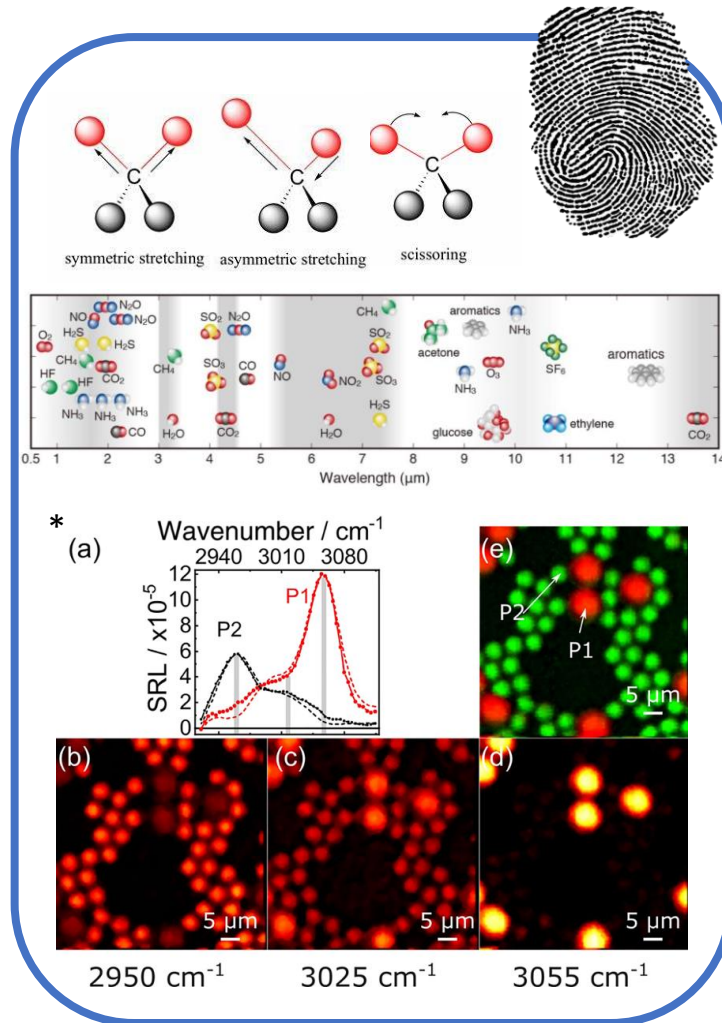 C C C
symmetric stretching asymmetric stretching scissoring
N₂O
NO N₂O SO₂ N₂O CH₄ aromatics NH₃
O₂ H₂S H₂S SO₂ acetone
CH₄ CO₂ CH₄ SO₃ CO NO NO₂ SO₃ NH₃ O₃ SF₆ aromatics
HF HF
NH₃ NH₃ NH₃ H₂S
CO H₂O CO₂ H₂O glucose ethylene CO₂
0.5 1 2 3 4 5 6 7 8 9 10 11 12 13 14
Wavelength (µm)
*
(a) Wavenumber / cm⁻¹
2940 3010 3080
SRL / x10⁻⁵
12
10
8
6
4
2
0
P2 P1
(e)
P2
P1
5 µm
(b) (c) (d)
5 µm 5 µm 5 µm
2950 cm⁻¹ 3025 cm⁻¹ 3055 cm⁻¹